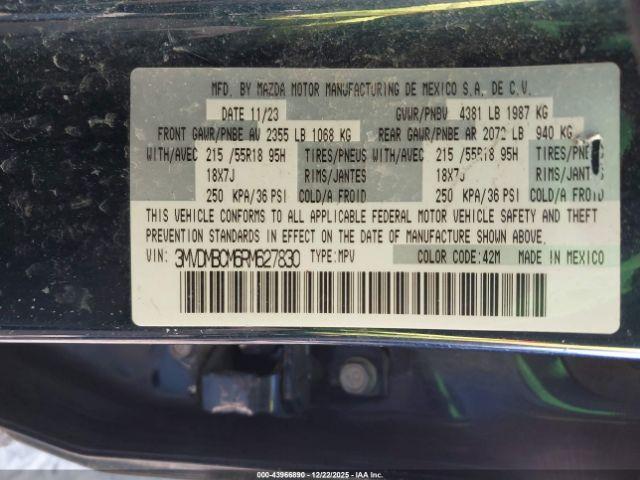 MFD. BY MAZDA MOTOR MANUFACTURING DE MEXICO S.A. DE C.V.
DATE 11/23 GVWR/PNBV 4381 LB 1987 KG
FRONT GAWR/PNBE AV 2355 LB 1068 KG REAR GAWR/PNBE AR 2072 LB 940 KG
WITH/AVEC 215 /55R18 95H TIRES/PNEUS WITH/AVEC 215 /55R18 95H TIRES/PNEUS
18X7J RIMS/JANTES 18X7J RIMS/JANTES
250 KPA/36 PSI COLD/A FROID 250 KPA/36 PSI COLD/A FROID
THIS VEHICLE CONFORMS TO ALL APPLICABLE FEDERAL MOTOR VEHICLE SAFETY AND THEFT
PREVENTION STANDARDS IN EFFECT ON THE DATE OF MANUFACTURE SHOWN ABOVE.
VIN: 3MVDMBCM6RM627830 TYPE: MPV COLOR CODE: 42M MADE IN MEXICO
000-43966890 - 12/22/2025 - IAA Inc.